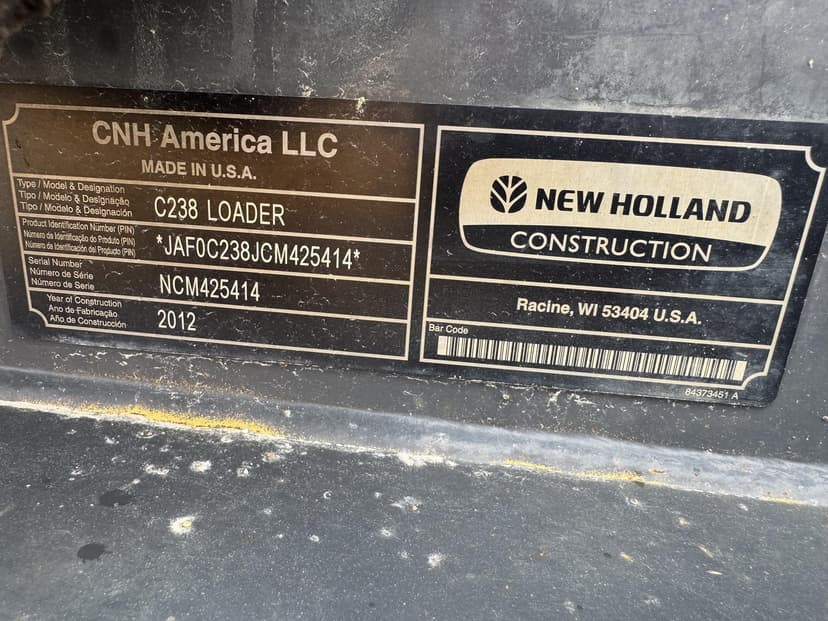 CNH America LLC
MADE IN U.S.A.
Type / Model & Designation
Tipo / Modelo & Designação
Tipo / Modelo & Designación
C238 LOADER
Product Identification Number (PIN)
Número de Identificação do Produto (PIN)
Número de Identificación del Producto (PIN)
*JAF0C238JCM425414*
Serial Number
Número de Série
Número de Serie
NCM425414
Year of Construction
Ano de Fabricação
Año de Construcción
2012
NEW HOLLAND
CONSTRUCTION
Racine, WI 53404 U.S.A.
Bar Code
84373451 A